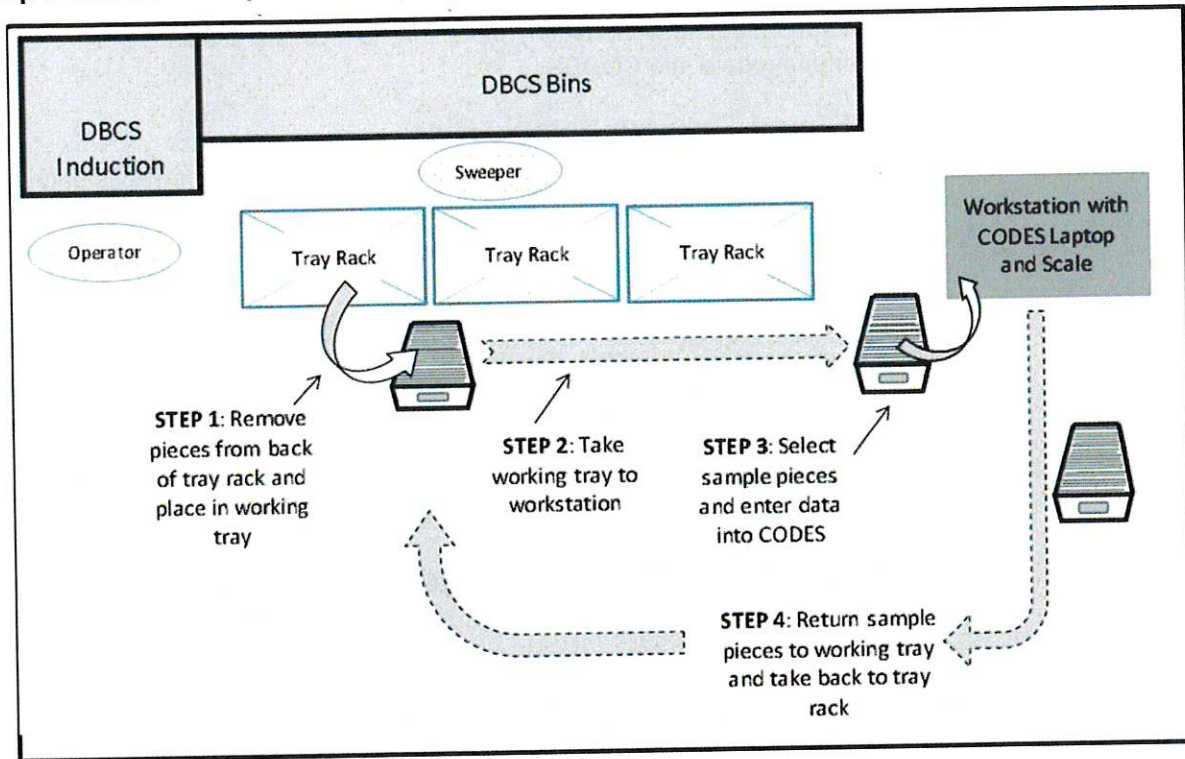 DBCS Bins
DBCS
Induction
Sweeper
Operator
Tray Rack
Tray Rack
Tray Rack
Workstation with
CODES Laptop
and Scale
STEP 1: Remove
pieces from back
of tray rack and
place in working
tray
STEP 2: Take
working tray to
workstation
STEP 3: Select
sample pieces
and enter data
into CODES
STEP 4: Return sample
pieces to working tray
and take back to tray
rack